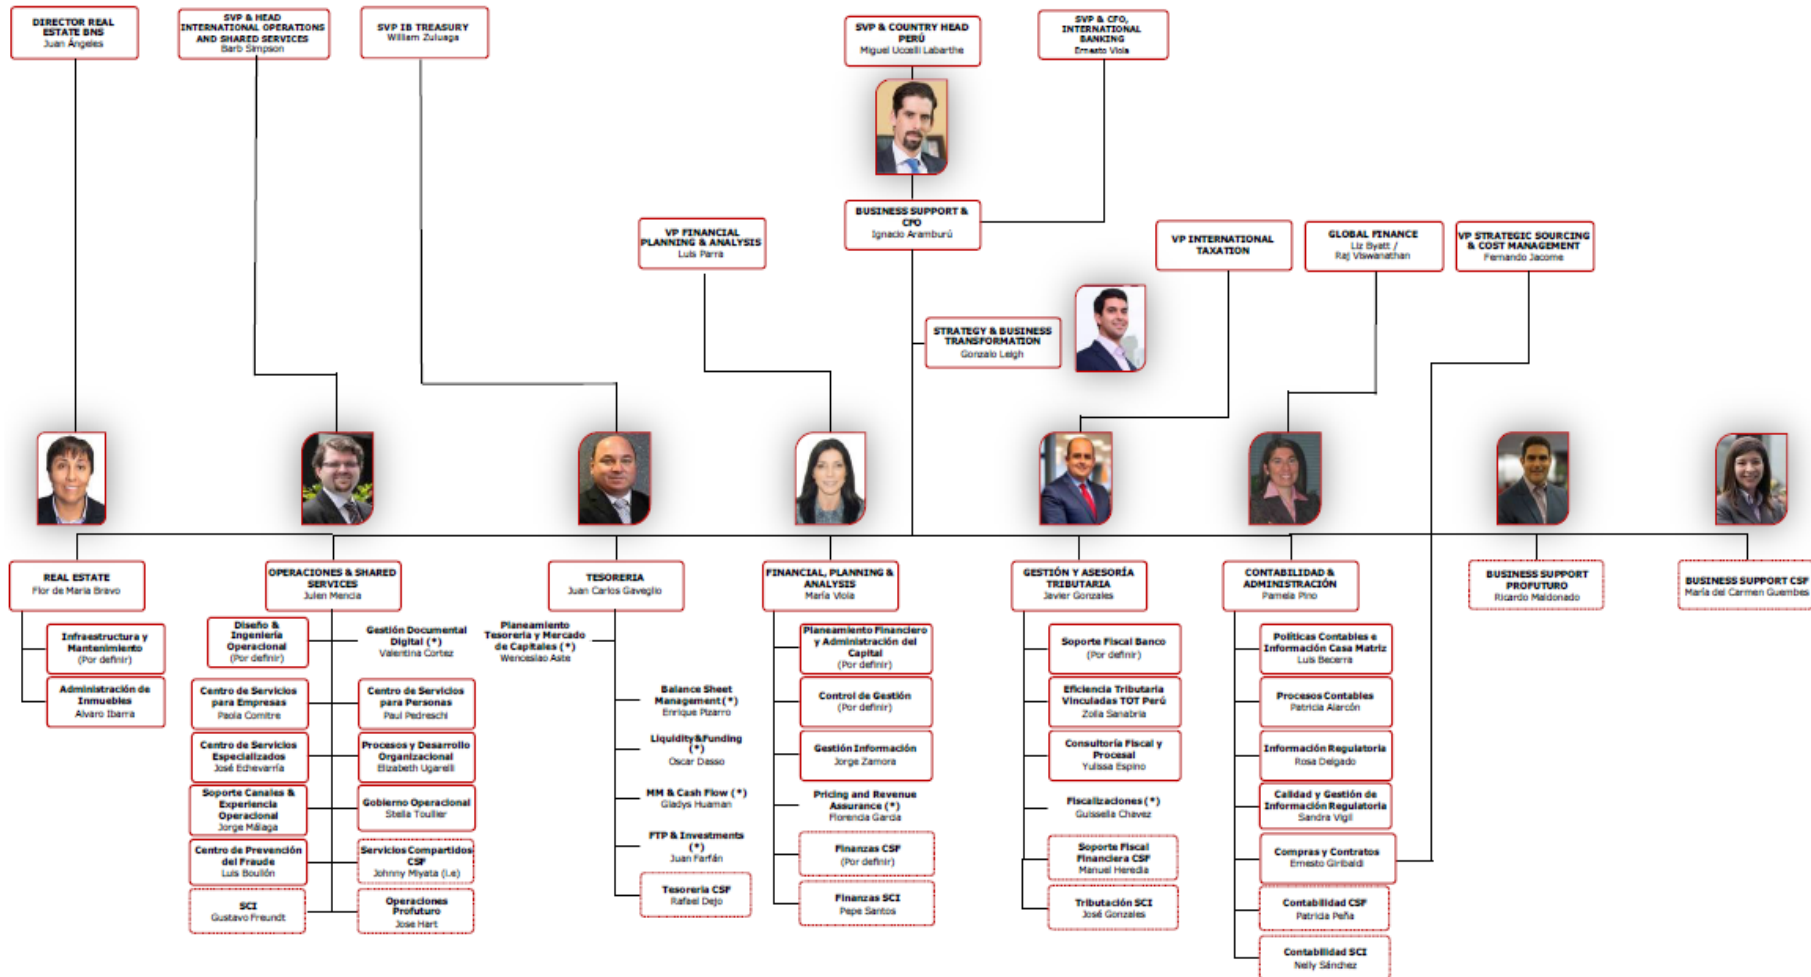 DIRECTOR REAL
ESTATE BNS
Juan Ángeles
SVP & HEAD
INTERNATIONAL OPERATIONS
AND SHARED SERVICES
Barb Simpson
SVP IB TREASURY
William Zuluaga
SVP & COUNTRY HEAD
PERÚ
Miguel Uccelli Labarthe
SVP & CFO,
INTERNATIONAL
BANKING
Ernesto Viola
BUSINESS SUPPORT &
CFO
Ignacio Aramburú
VP FINANCIAL
PLANNING & ANALYSIS
Luis Parra
VP INTERNATIONAL
TAXATION
GLOBAL FINANCE
Liz Byatt /
Raj Viswanathan
VP STRATEGIC SOURCING
& COST MANAGEMENT
Fernando Jacome
STRATEGY & BUSINESS
TRANSFORMATION
Gonzalo Leigh
REAL ESTATE
Flor de Maria Bravo
Infraestructura y
Mantenimiento
(Por definir)
Administración de
Inmuebles
Alvaro Ibarra
OPERACIONES & SHARED
SERVICES
Julen Mencia
Diseño &
Ingeniería
Operacional
(Por definir)
Gestión Documental
Digital (*)
Valentina Cortez
Centro de Servicios
para Empresas
Paola Comitre
Centro de Servicios
para Personas
Paul Pedreschi
Centro de Servicios
Especializados
José Echevarría
Procesos y Desarrollo
Organizacional
Elizabeth Ugarelli
Soporte Canales &
Experiencia
Operacional
Jorge Málaga
Gobierno Operacional
Stella Toullier
Centro de Prevención
del Fraude
Luis Boullón
Servicios Compartidos
CSF
Johnny Miyata (i.e)
SCI
Gustavo Freundt
Operaciones
Profuturo
Jose Hart
TESORERIA
Juan Carlos Gaveglio
Planeamiento
Tesorería y Mercado
de Capitales (*)
Wenceslao Aste
Balance Sheet
Management (*)
Enrique Pizarro
Liquidity&Funding
(*)
Oscar Dasso
MM & Cash Flow (*)
Gladys Huaman
FTP & Investments
(*)
Juan Farfán
Tesorería CSF
Rafael Dejo
FINANCIAL, PLANNING &
ANALYSIS
María Viola
Planeamiento Financiero
y Administración del
Capital
(Por definir)
Control de Gestión
(Por definir)
Gestión Información
Jorge Zamora
Pricing and Revenue
Assurance (*)
Florencia Garcia
Finanzas CSF
(Por definir)
Finanzas SCI
Pepe Santos
GESTIÓN Y ASESORÍA
TRIBUTARIA
Javier Gonzales
Soporte Fiscal Banco
(Por definir)
Eficiencia Tributaria
Vinculadas TOT Perú
Zoila Sanabria
Consultoría Fiscal y
Procesal
Yulissa Espino
Fiscalizaciones (*)
Guissella Chavez
Soporte Fiscal
Financiera CSF
Manuel Heredia
Tributación SCI
José Gonzales
CONTABILIDAD &
ADMINISTRACIÓN
Pamela Pino
Políticas Contables e
Información Casa Matriz
Luis Becerra
Procesos Contables
Patricia Alarcón
Información Regulatoria
Rosa Delgado
Calidad y Gestión de
Información Regulatoria
Sandra Vigil
Compras y Contratos
Ernesto Giribaldi
Contabilidad CSF
Patricia Peña
Contabilidad SCI
Nelly Sánchez
BUSINESS SUPPORT
PROFUTURO
Ricardo Maldonado
BUSINESS SUPPORT CSF
María del Carmen Guembes